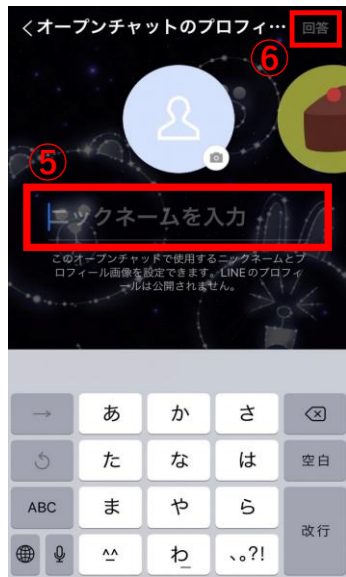 <オープンチャットのプロフィ… 回答
⑥
⑤
ニックネームを入力
このオープンチャットで使用するニックネームとプ
ロフィール画像を設定できます。LINEのプロフィ
ールは公開されません。
→ あ か さ
た な は 空白
ABC ま や ら
^^ わ 、。?! 改行